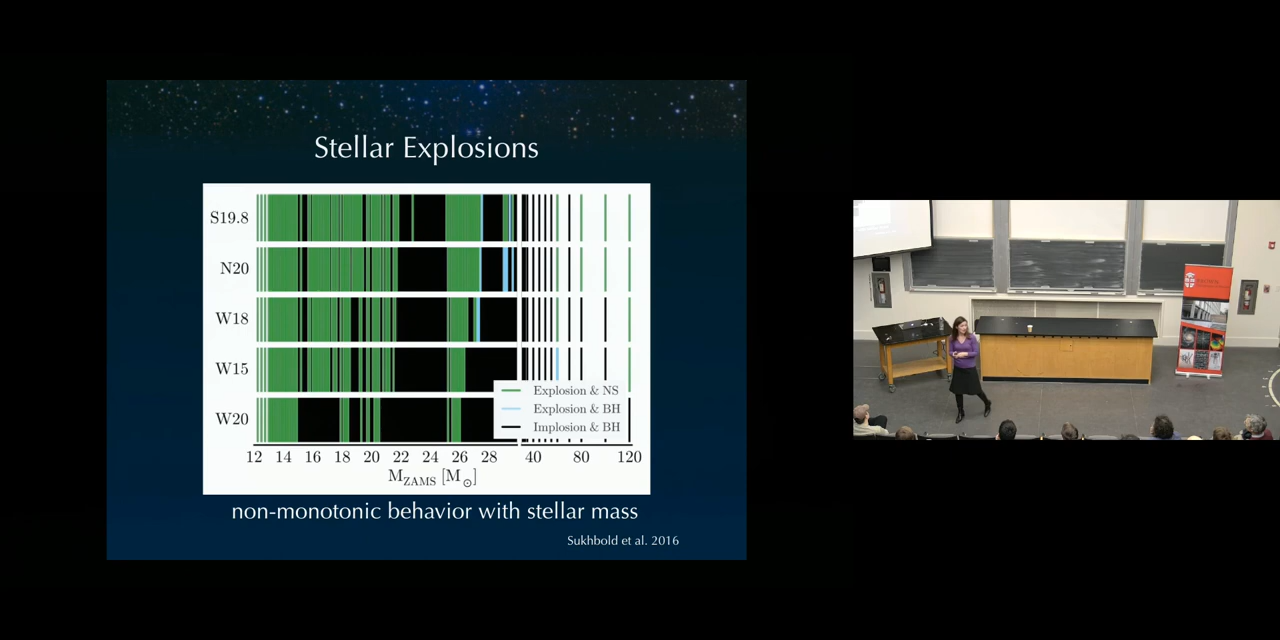 Stellar Explosions
S19.8
N20
W18
W15
W20
Explosion & NS
Explosion & BH
Implosion & BH
12 14 16 18 20 22 24 26 28 40 80 120
M_ZAMS [M_⊙]
non-monotonic behavior with stellar mass
Sukhbold et al. 2016